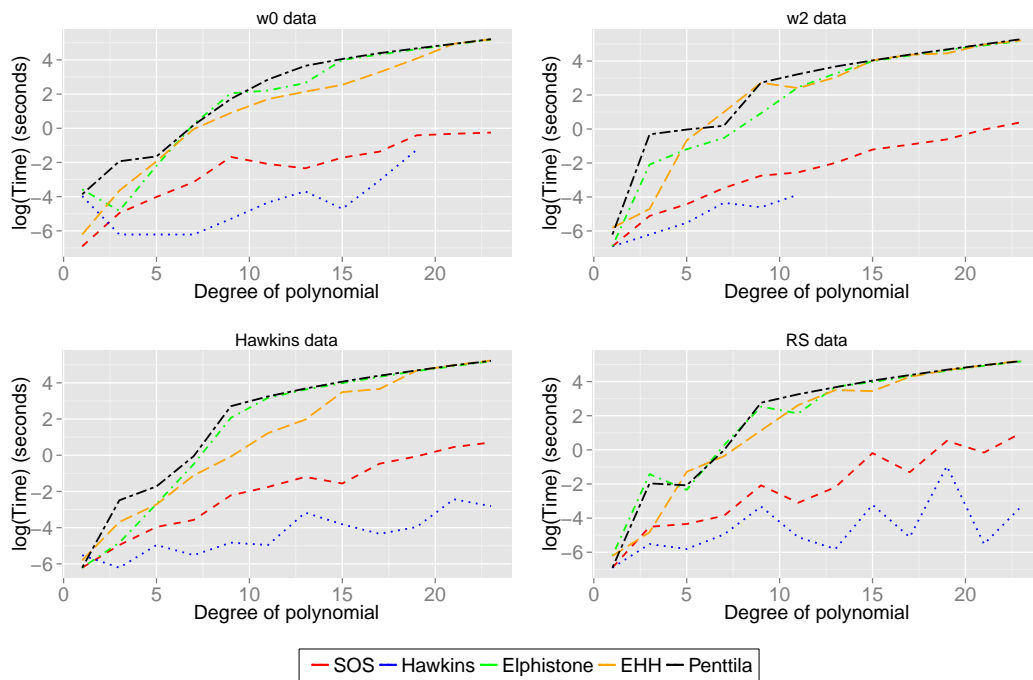 w0 data
log(Time) (seconds)
4
2
0
−2
−4
−6
0 5 10 15 20
Degree of polynomial
w2 data
log(Time) (seconds)
4
2
0
−2
−4
−6
0 5 10 15 20
Degree of polynomial
Hawkins data
log(Time) (seconds)
4
2
0
−2
−4
−6
0 5 10 15 20
Degree of polynomial
RS data
log(Time) (seconds)
4
2
0
−2
−4
−6
0 5 10 15 20
Degree of polynomial
SOS Hawkins Elphistone EHH Penttila